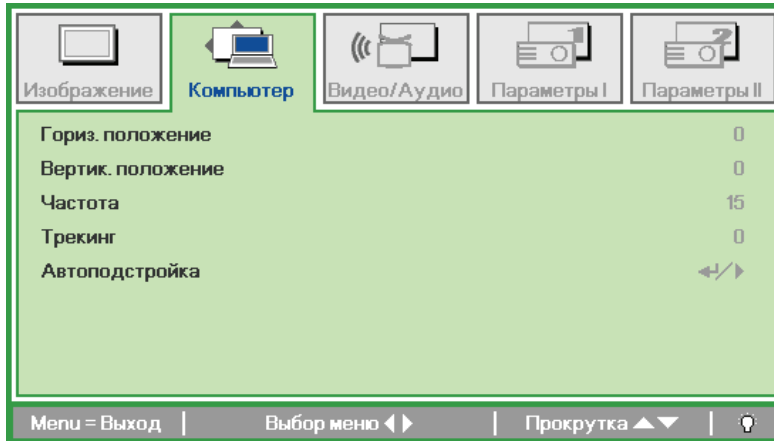 Изображение
Компьютер
Видео/Аудио
Параметры I
Параметры II
Гориз. положение 0
Вертик. положение 0
Частота 15
Трекинг 0
Автоподстройка
Menu = Выход | Выбор меню | Прокрутка